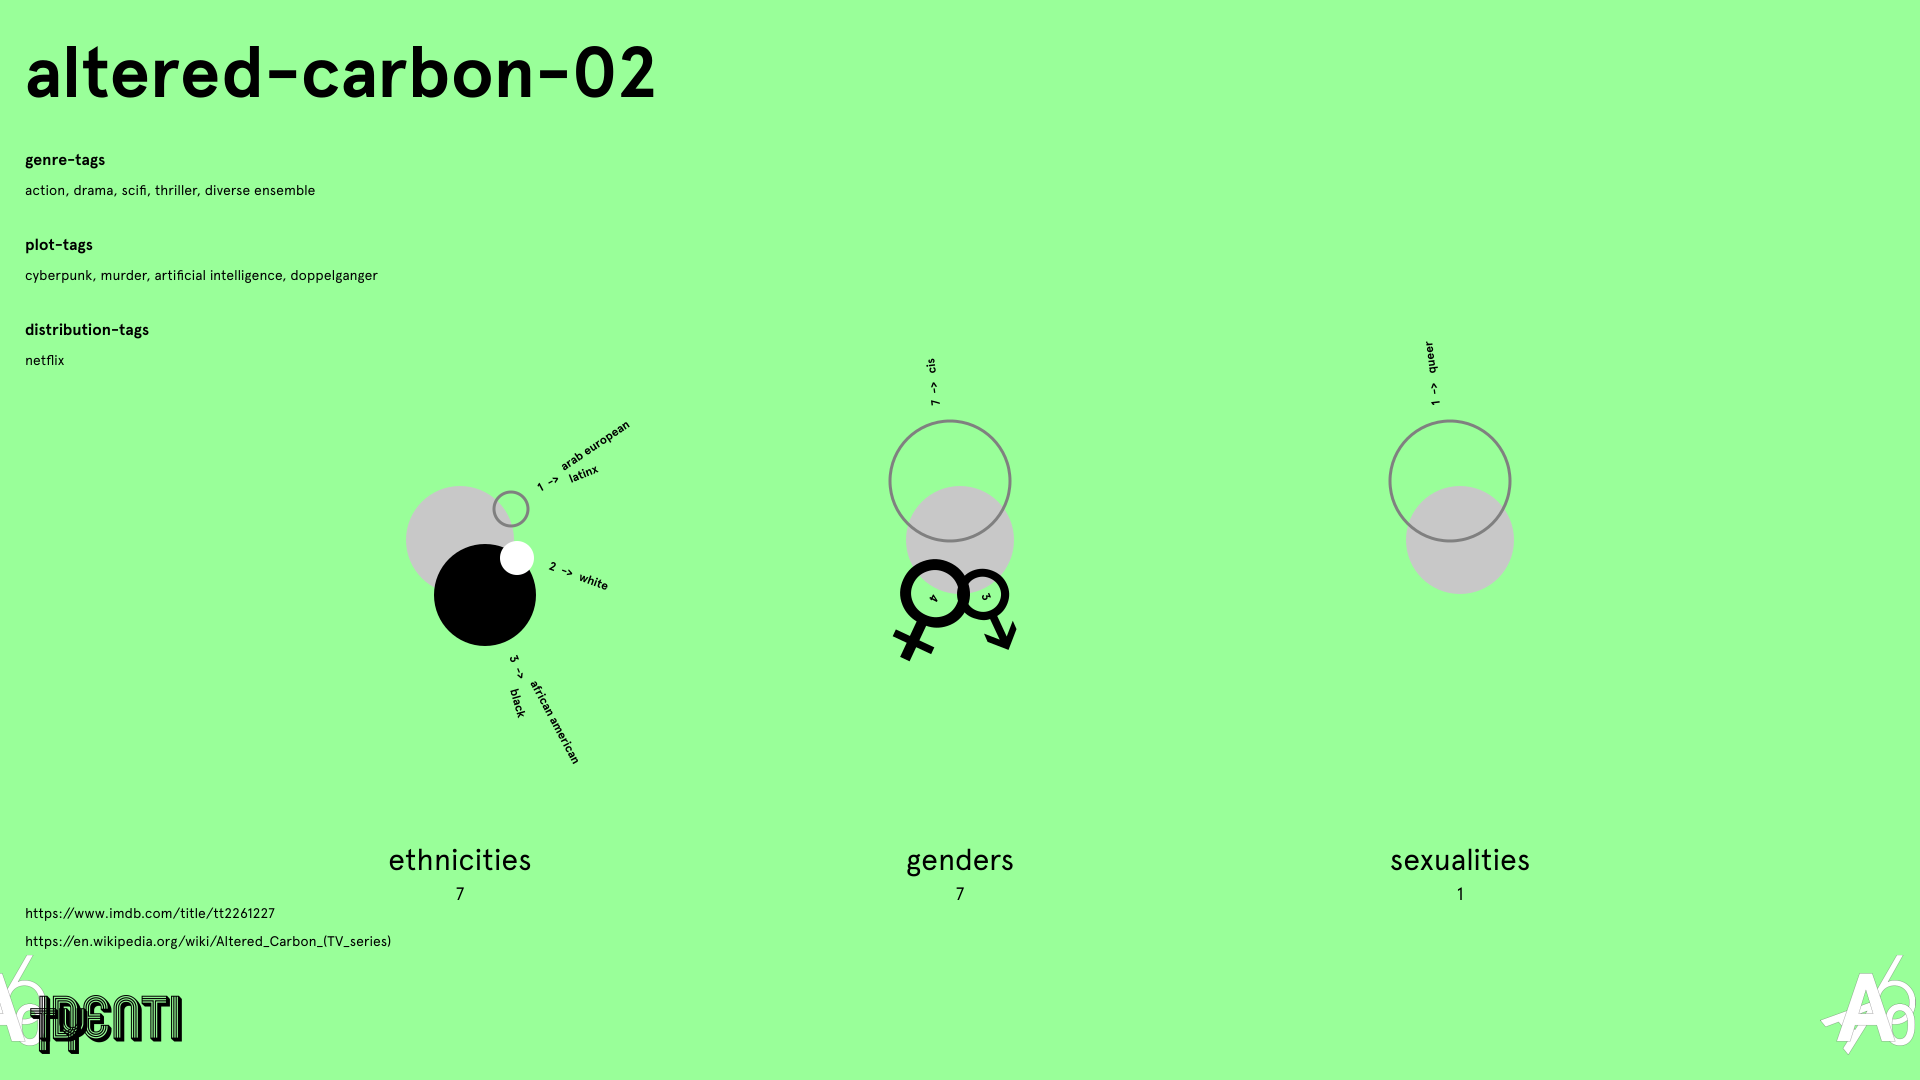 altered-carbon-02
genre-tags
action, drama, scifi, thriller, diverse ensemble
plot-tags
cyberpunk, murder, artificial intelligence, doppelganger
distribution-tags
netflix
1 -> arab european
latinx
2 -> white
3 -> black
african american
ethnicities
7
7 -> cis
4
3
genders
7
1 -> queer
sexualities
1
https://www.imdb.com/title/tt2261227
https://en.wikipedia.org/wiki/Altered_Carbon_(TV_series)
IDENTI